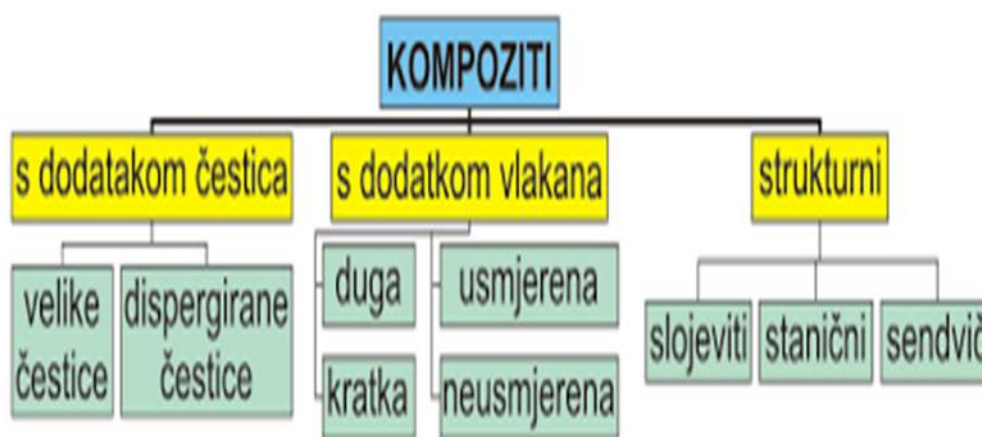 KOMPOZITI
s dodatakom čestica
s dodatkom vlakana
strukturni
velike
čestice
dispergirane
čestice
duga
kratka
usmjerena
neusmjerena
slojeviti
stanični
sendvič